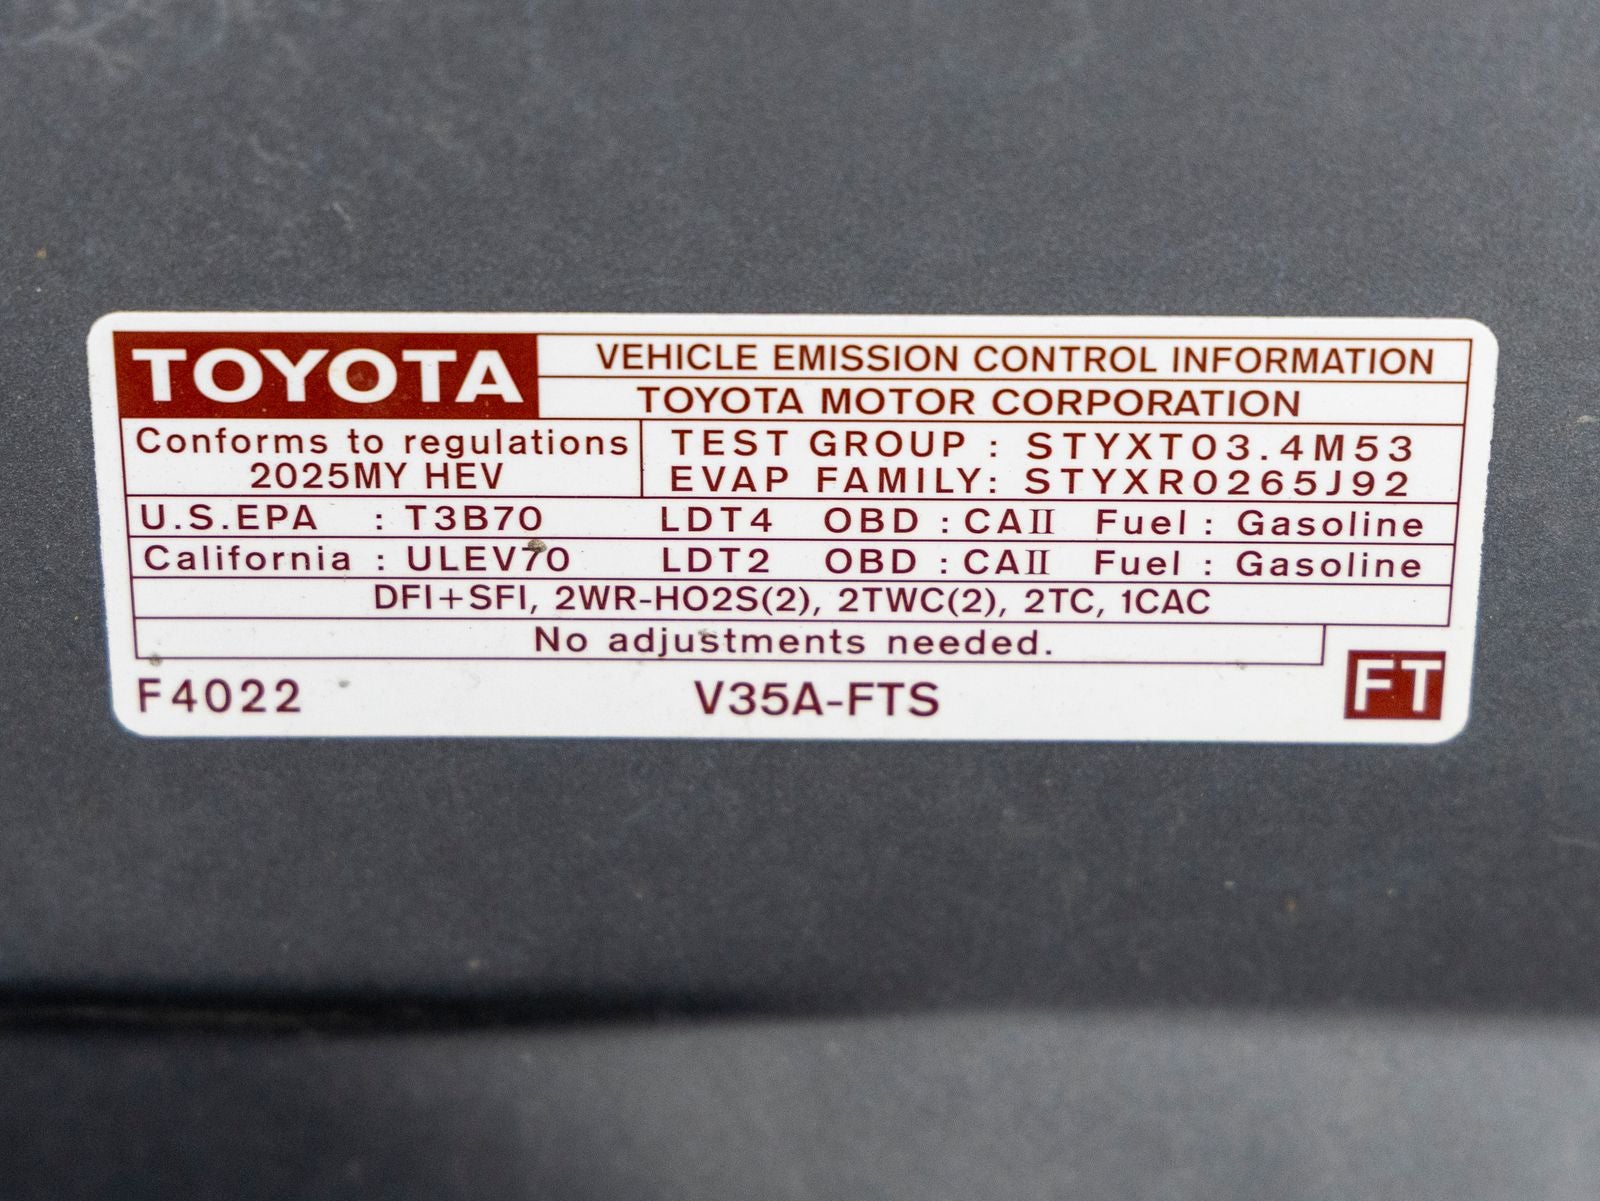 TOYOTA
VEHICLE EMISSION CONTROL INFORMATION
TOYOTA MOTOR CORPORATION
Conforms to regulations
2025MY HEV
TEST GROUP : STYXT03.4M53
EVAP FAMILY: STYXR0265J92
U.S.EPA : T3B70 LDT4 OBD : CAII Fuel : Gasoline
California : ULEV70 LDT2 OBD : CAII Fuel : Gasoline
DFI+SFI, 2WR-HO2S(2), 2TWC(2), 2TC, 1CAC
No adjustments needed.
F4022 V35A-FTS FT